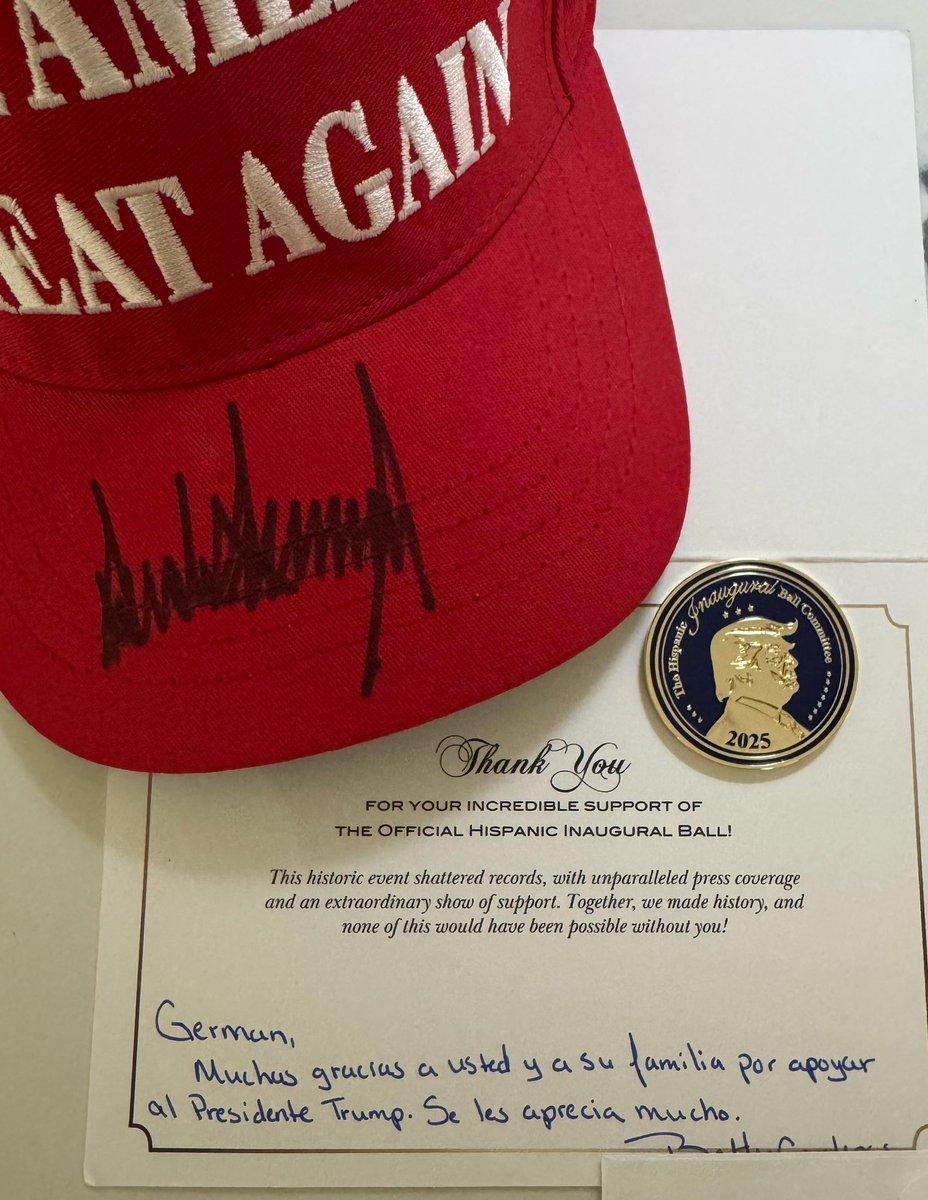 AME
EAT AGAIN
The Hispanic Inaugural Ball Committee
2025
Thank You
FOR YOUR INCREDIBLE SUPPORT OF
THE OFFICIAL HISPANIC INAUGURAL BALL!
This historic event shattered records, with unparalleled press coverage
and an extraordinary show of support. Together, we made history, and
none of this would have been possible without you!
German,
Muchas gracias a usted y a su familia por apoyar
al Presidente Trump. Se les aprecia mucho.